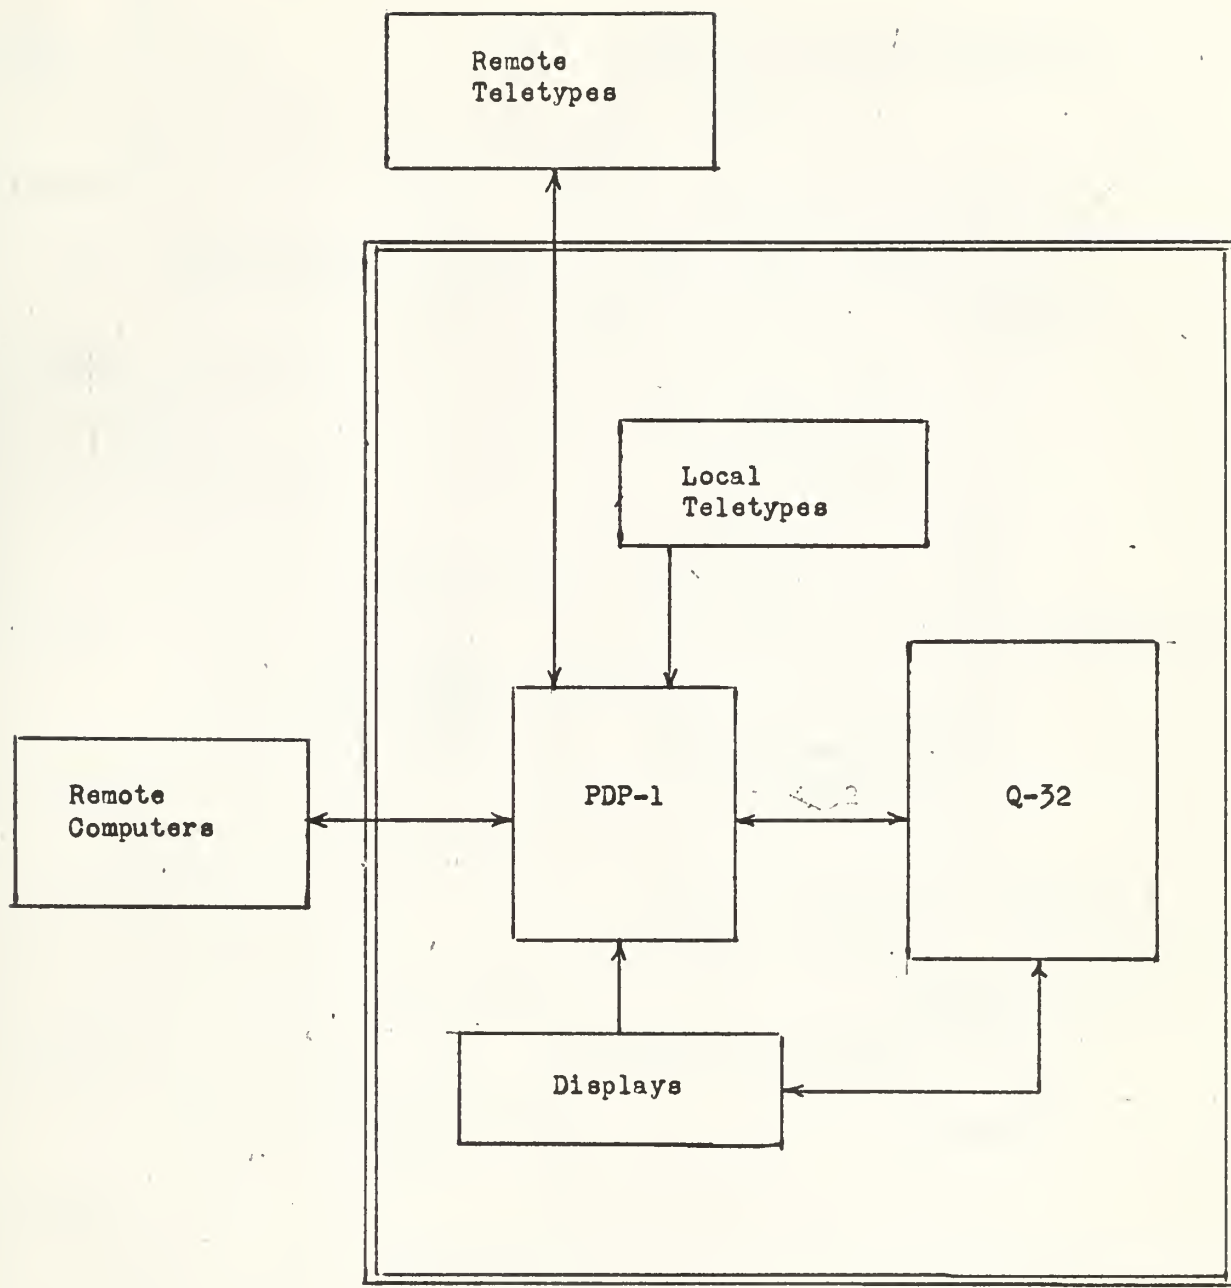 Remote
Teletypes
Local
Teletypes
Remote
Computers
PDP-1
Q-32
Displays